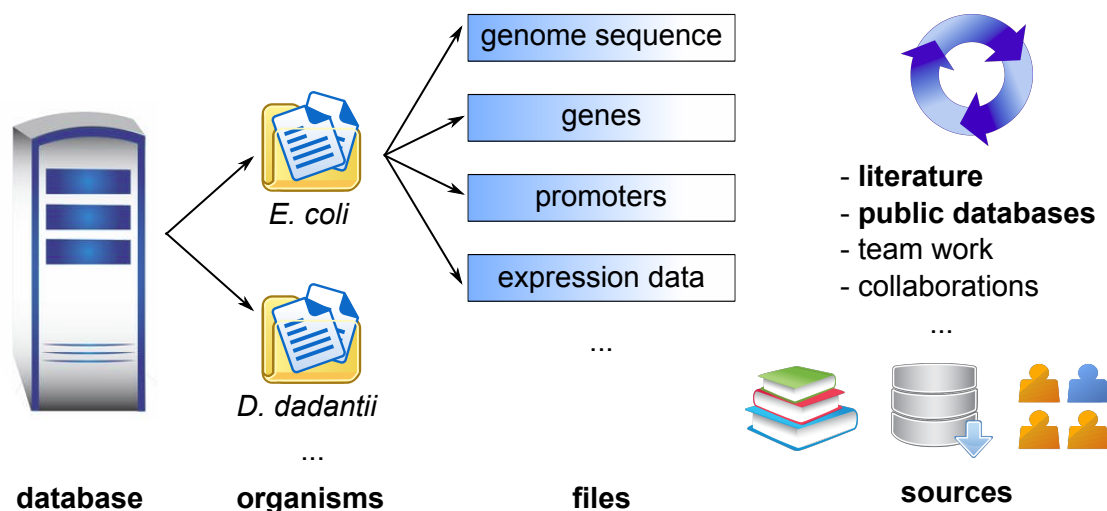 genome sequence
genes
promoters
expression data
...
E. coli
D. dadantii
...
- literature
- public databases
- team work
- collaborations
...
database
organisms
files
sources